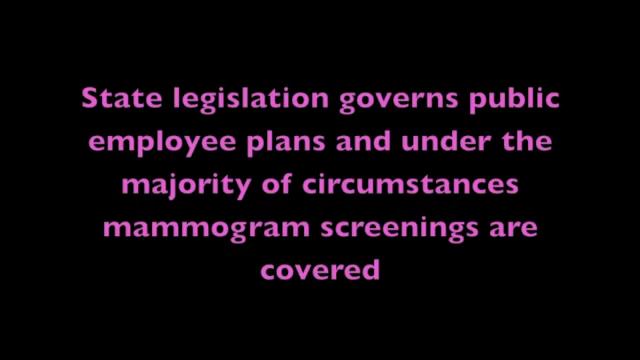 State legislation governs public
employee plans and under the
majority of circumstances
mammogram screenings are
covered